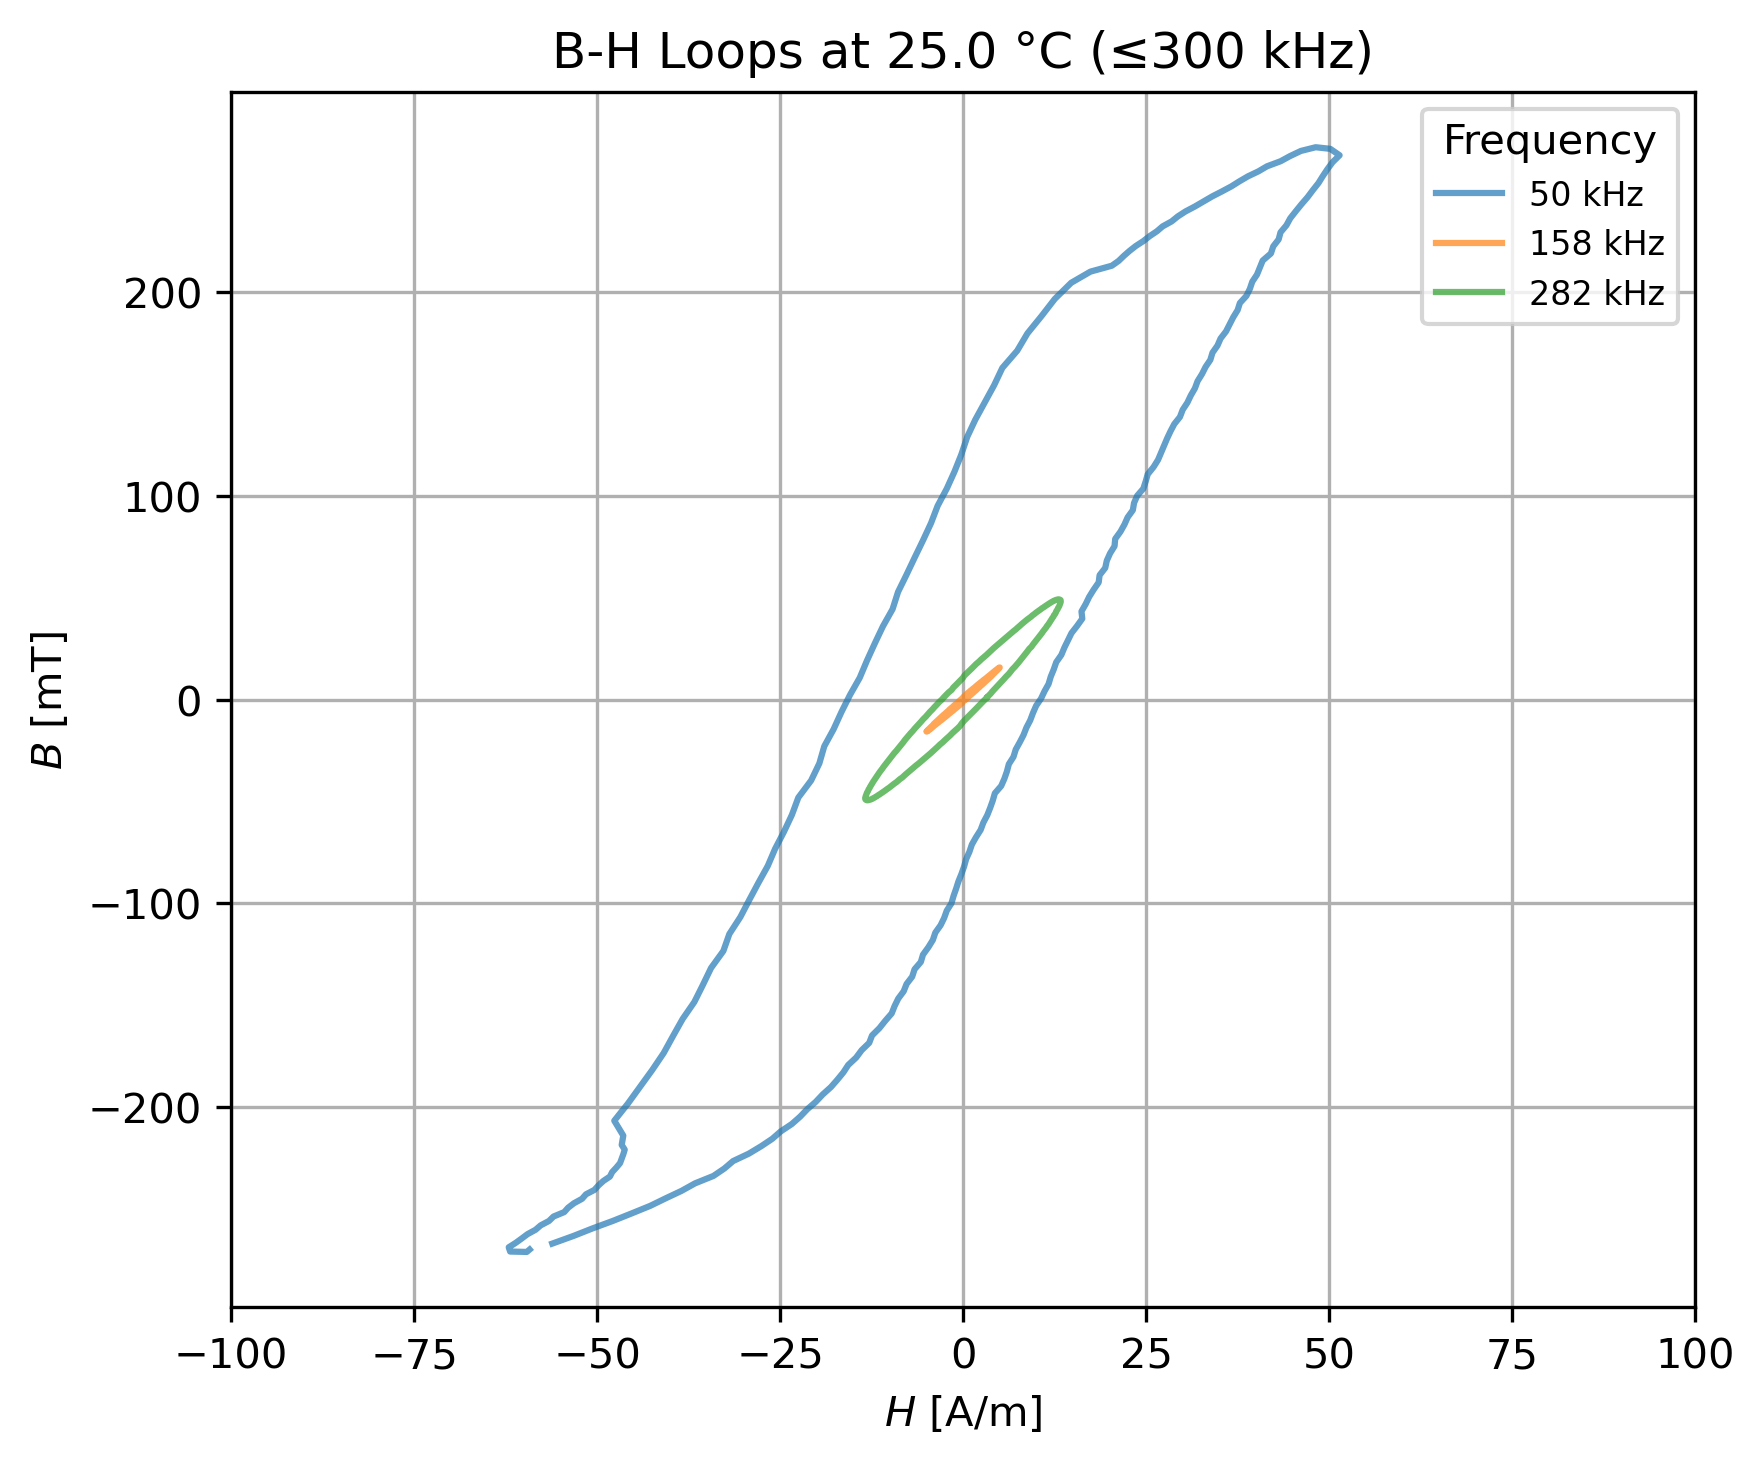 B-H Loops at 25.0 °C (≤300 kHz)
Frequency
50 kHz
158 kHz
282 kHz
200
100
0
−100
−200
B [mT]
−100 −75 −50 −25 0 25 50 75 100
H [A/m]